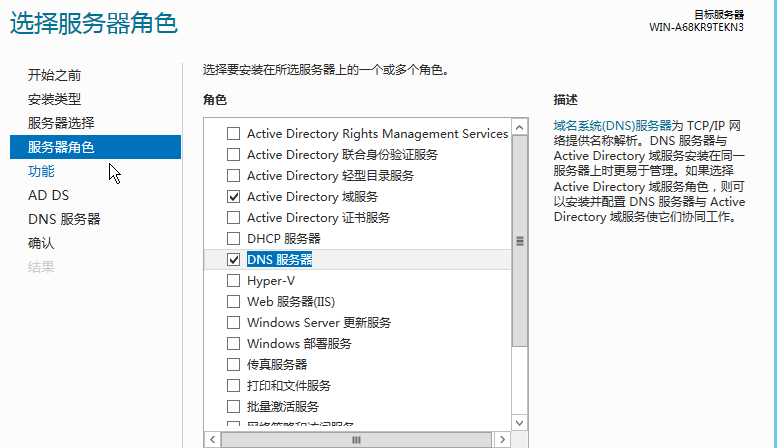 选择服务器角色
目标服务器
WIN-A68KR9TEKN3
开始之前
安装类型
服务器选择
服务器角色
功能
AD DS
DNS 服务器
确认
结果
选择要安装在所选服务器上的一个或多个角色。
角色
Active Directory Rights Management Services
Active Directory 联合身份验证服务
Active Directory 轻型目录服务
Active Directory 域服务
Active Directory 证书服务
DHCP 服务器
DNS 服务器
Hyper-V
Web 服务器(IIS)
Windows Server 更新服务
Windows 部署服务
传真服务器
打印和文件服务
批量激活服务
网络策略和访问服务
描述
域名系统(DNS)服务器为 TCP/IP 网
络提供名称解析。DNS 服务器与
Active Directory 域服务安装在同一
服务器上时更易于管理。如果选择
Active Directory 域服务角色，则可
以安装并配置 DNS 服务器与 Active
Directory 域服务使它们协同工作。